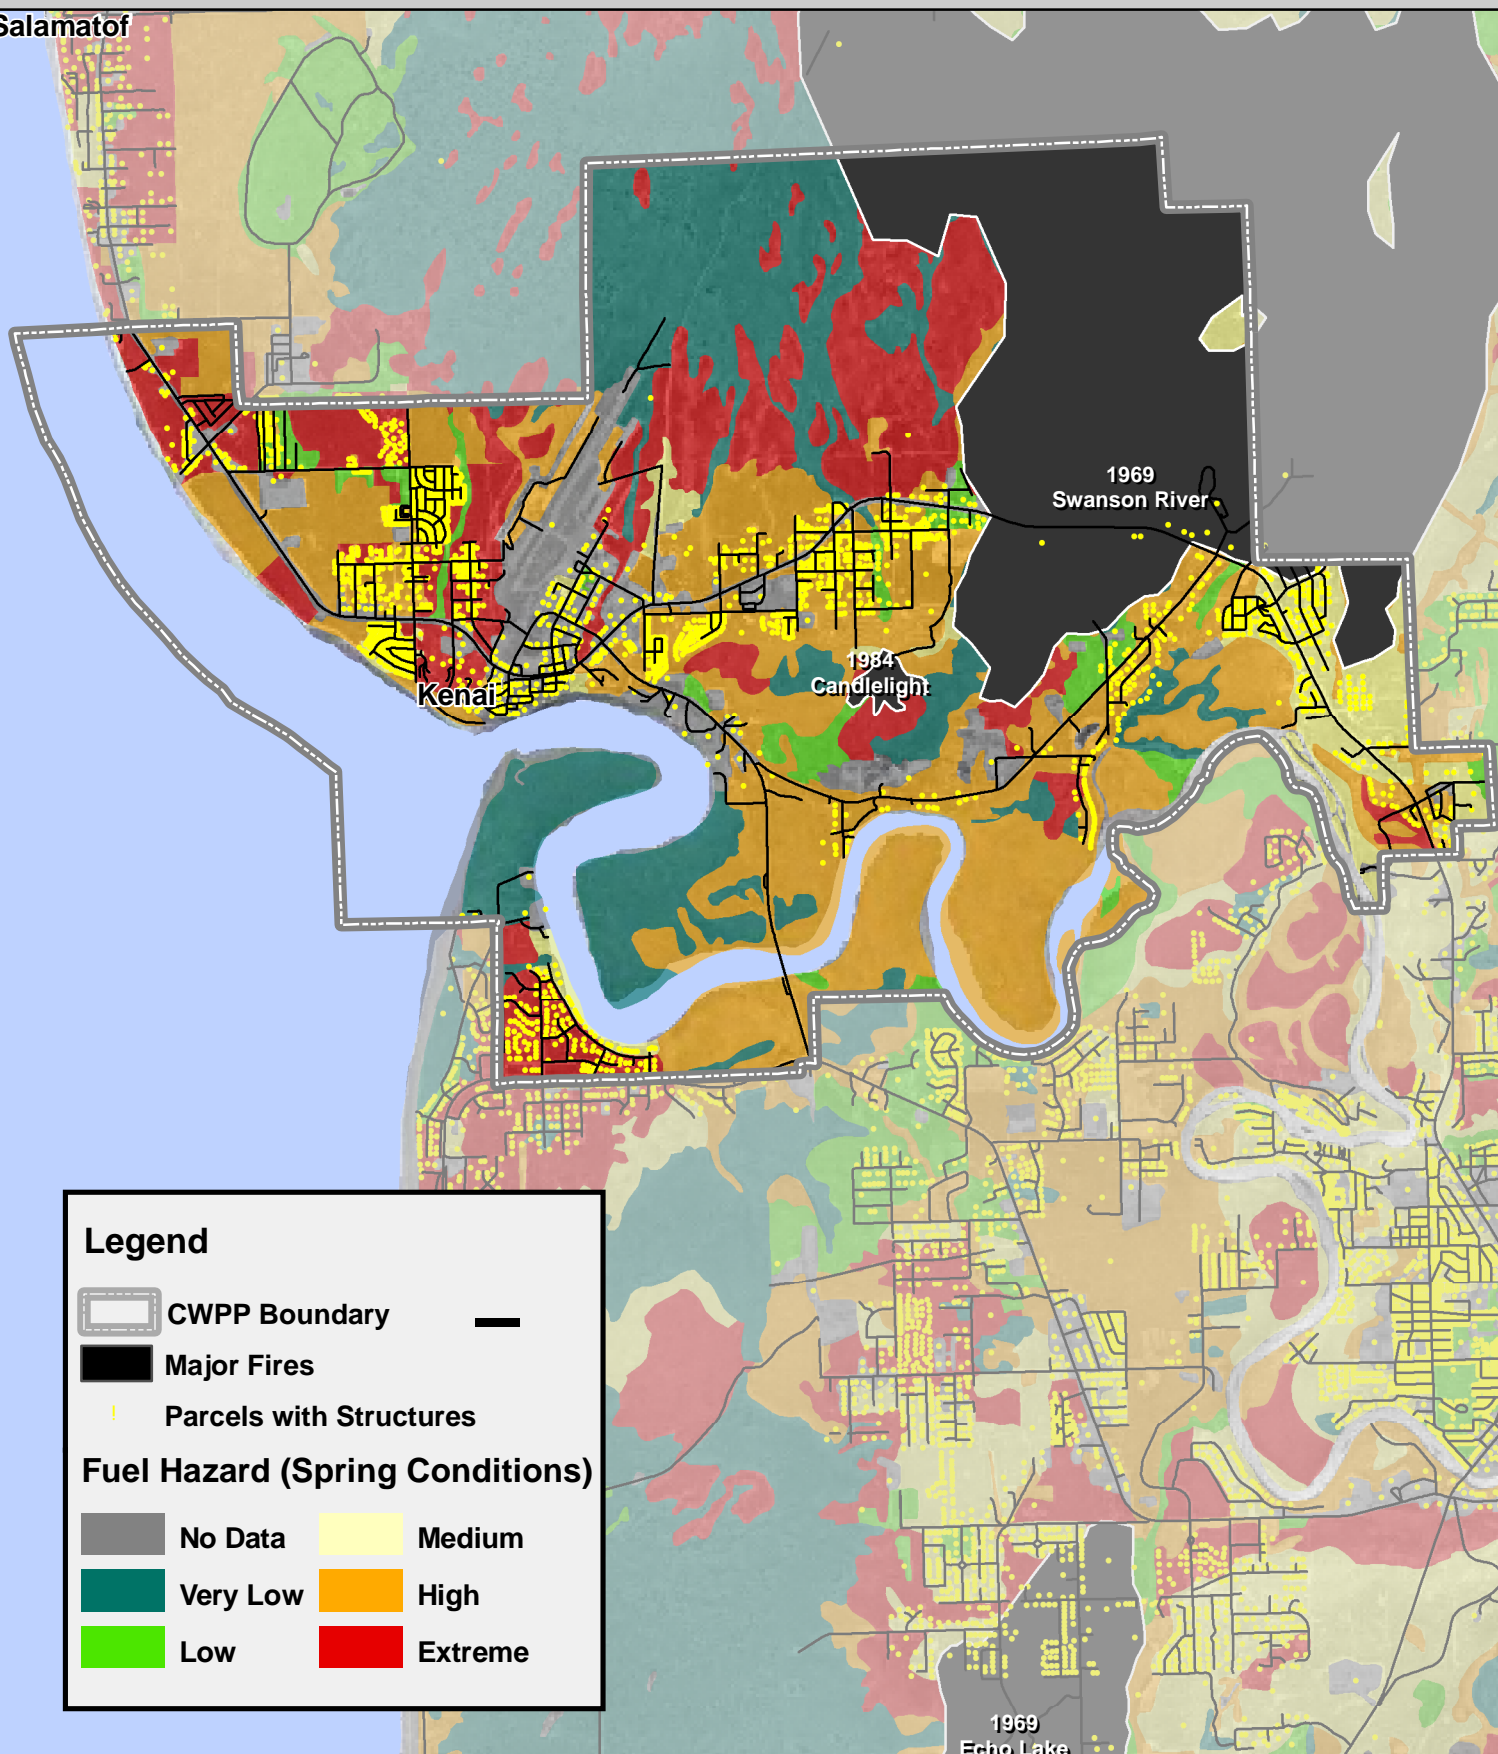 Salamatof
1969
Swanson River
1984
Candlelight
Kenai
Legend
CWPP Boundary
Major Fires
! Parcels with Structures
Fuel Hazard (Spring Conditions)
No Data
Medium
Very Low
High
Low
Extreme
1969
Echo Lake